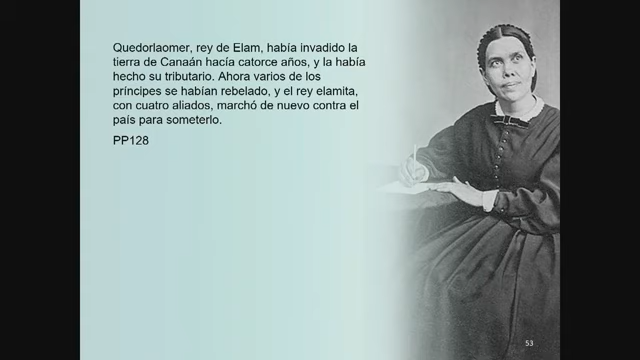 Quedorlaomer, rey de Elam, había invadido la
tierra de Canaán hacía catorce años, y la había
hecho su tributario. Ahora varios de los
príncipes se habían rebelado, y el rey elamita,
con cuatro aliados, marchó de nuevo contra el
país para someterlo.
PP128
53